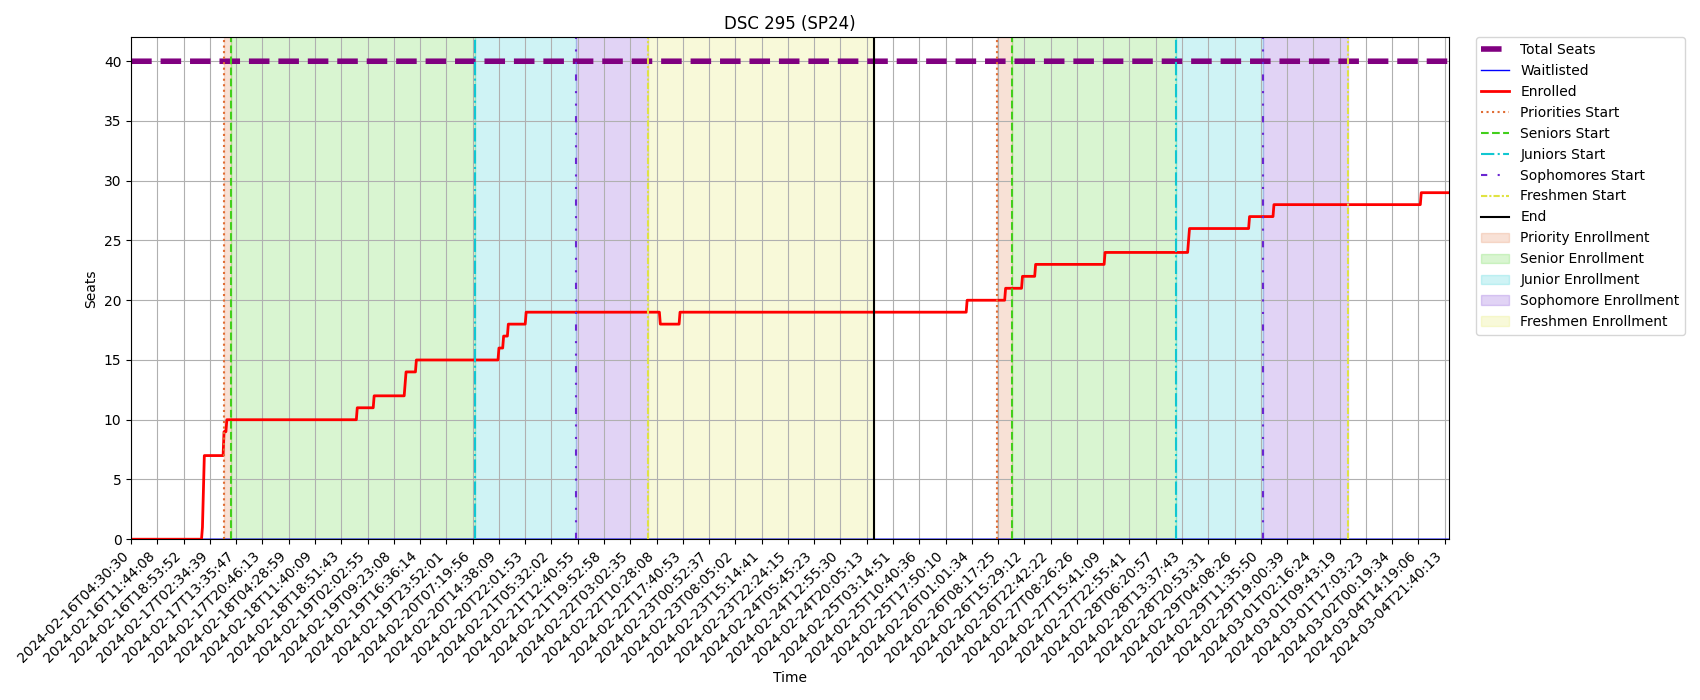 DSC 295 (SP24)
Seats
40
35
30
25
20
15
10
5
0
2024-02-16T04:30:30
2024-02-16T11:44:08
2024-02-16T18:53:52
2024-02-17T02:34:39
2024-02-17T13:35:47
2024-02-17T20:46:13
2024-02-18T04:28:59
2024-02-18T11:40:09
2024-02-18T18:51:43
2024-02-19T02:02:55
2024-02-19T09:23:08
2024-02-19T16:36:14
2024-02-19T23:52:01
2024-02-20T07:19:56
2024-02-20T14:38:09
2024-02-20T22:01:53
2024-02-21T05:32:02
2024-02-21T12:40:55
2024-02-21T19:52:58
2024-02-22T03:02:35
2024-02-22T10:28:08
2024-02-22T17:40:53
2024-02-23T00:52:37
2024-02-23T08:05:02
2024-02-23T15:14:41
2024-02-23T22:24:15
2024-02-24T05:45:23
2024-02-24T12:55:30
2024-02-24T20:05:13
2024-02-25T03:14:51
2024-02-25T10:40:36
2024-02-25T17:50:10
2024-02-26T01:01:34
2024-02-26T08:17:25
2024-02-26T15:29:12
2024-02-26T22:42:22
2024-02-27T08:26:26
2024-02-27T15:41:09
2024-02-27T22:55:41
2024-02-28T06:20:57
2024-02-28T13:37:43
2024-02-28T20:53:31
2024-02-29T04:08:26
2024-02-29T11:35:50
2024-02-29T19:00:39
2024-03-01T02:16:24
2024-03-01T09:43:19
2024-03-01T17:03:23
2024-03-02T00:19:34
2024-03-04T14:19:06
2024-03-04T21:40:13
Time
Total Seats
Waitlisted
Enrolled
Priorities Start
Seniors Start
Juniors Start
Sophomores Start
Freshmen Start
End
Priority Enrollment
Senior Enrollment
Junior Enrollment
Sophomore Enrollment
Freshmen Enrollment